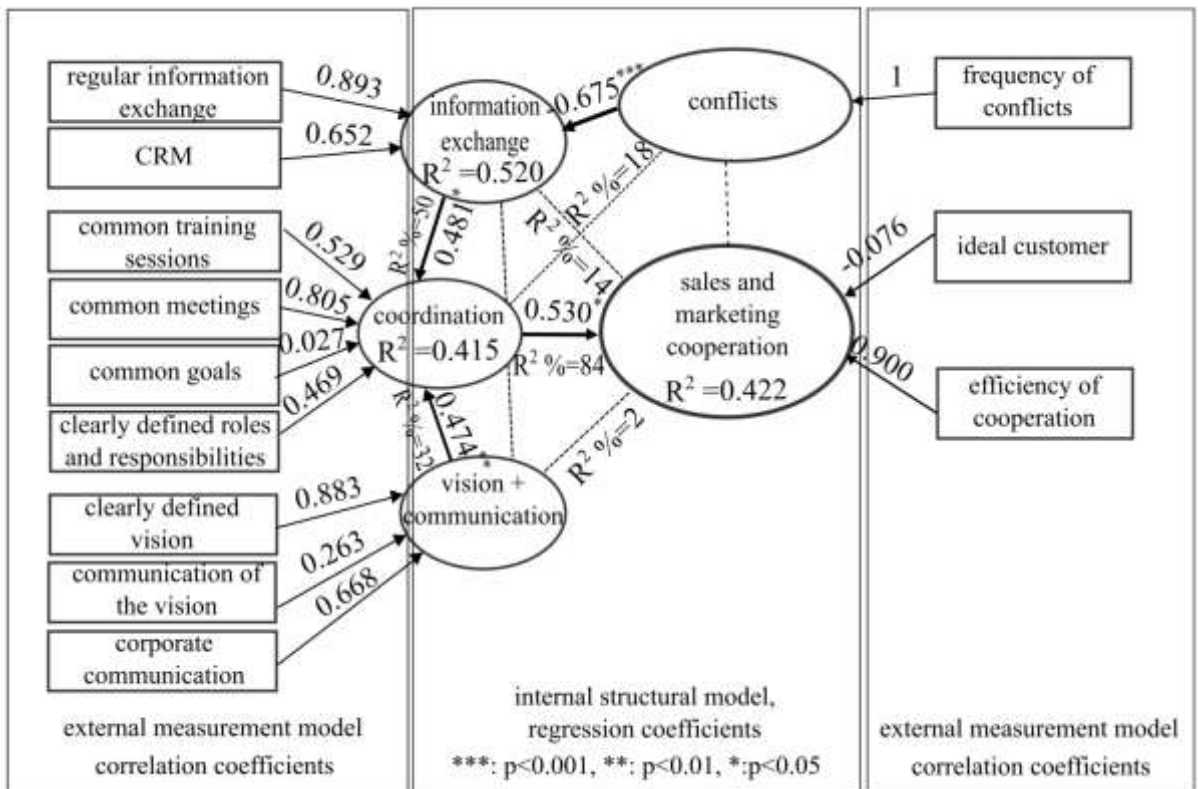 regular information
exchange
CRM
common training
sessions
common meetings
common goals
clearly defined roles
and responsibilities
clearly defined
vision
communication of
the vision
corporate
communication
0.893
0.652
0.529
0.805
0.027
0.469
0.883
0.263
0.668
external measurement model
correlation coefficients
information
exchange
R² =0.520
-0.675***
conflicts
R² %=50
0.481*
R² %=18
R² %=14
coordination
R² =0.415
0.530*
R² %=84
sales and
marketing
cooperation
R² =0.422
R² %=32
0.474**
R² %=2
vision +
communication
internal structural model,
regression coefficients
***: p<0.001, **: p<0.01, *:p<0.05
1
frequency of
conflicts
-0.076
ideal customer
0.900
efficiency of
cooperation
external measurement model
correlation coefficients